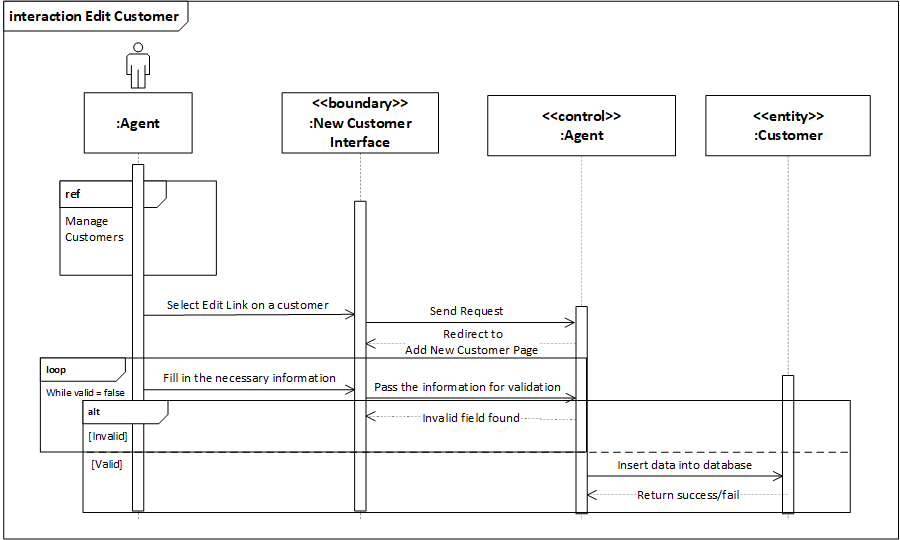 interaction Edit Customer
:Agent
<<boundary>>
:New Customer
Interface
<<control>>
:Agent
<<entity>>
:Customer
ref
Manage
Customers
Select Edit Link on a customer
Send Request
Redirect to
Add New Customer Page
loop
While valid = false
Fill in the necessary information
Pass the information for validation
alt
Invalid field found
[Invalid]
[Valid]
Insert data into database
Return success/fail